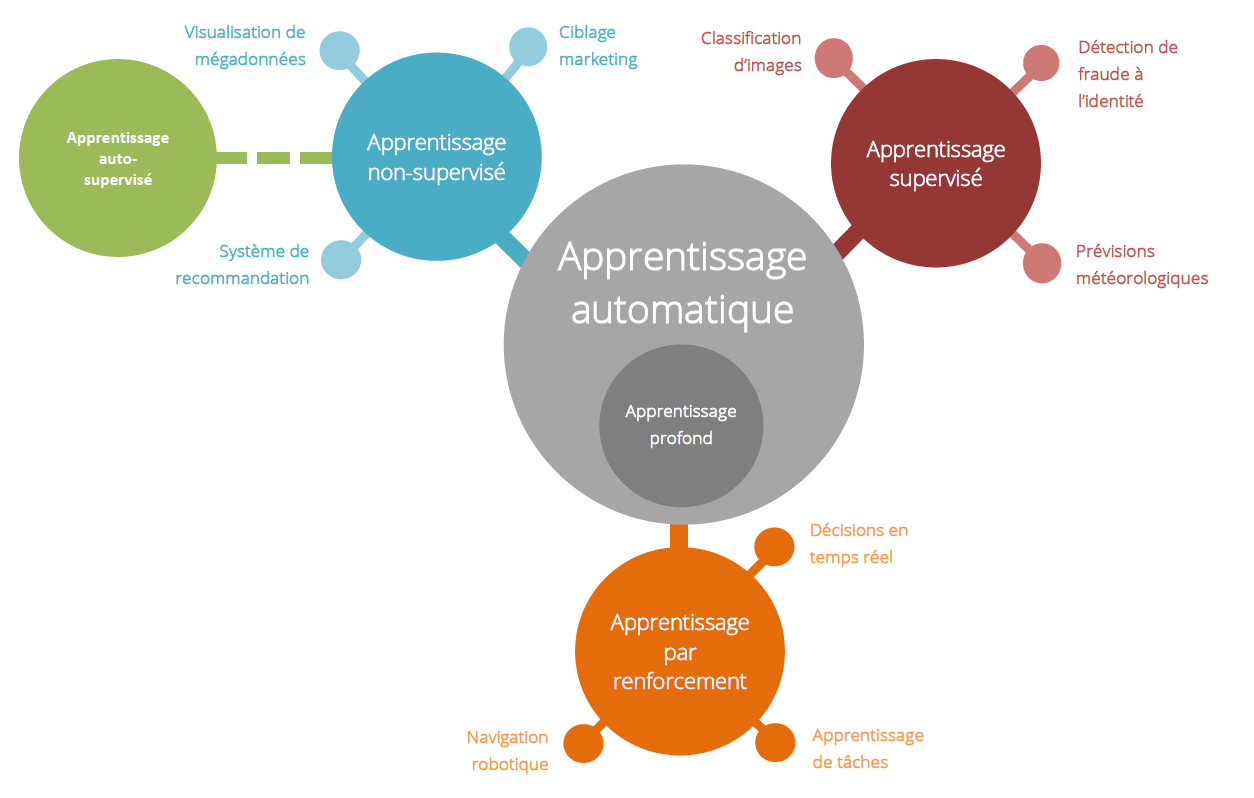 Visualisation de
mégadonnées
Ciblage
marketing
Classification
d’images
Détection de
fraude à
l’identité
Apprentissage
auto-
supervisé
Apprentissage
non-supervisé
Apprentissage
supervisé
Système de
recommandation
Apprentissage
automatique
Prévisions
météorologiques
Apprentissage
profond
Décisions en
temps réel
Apprentissage
par
renforcement
Navigation
robotique
Apprentissage
de tâches